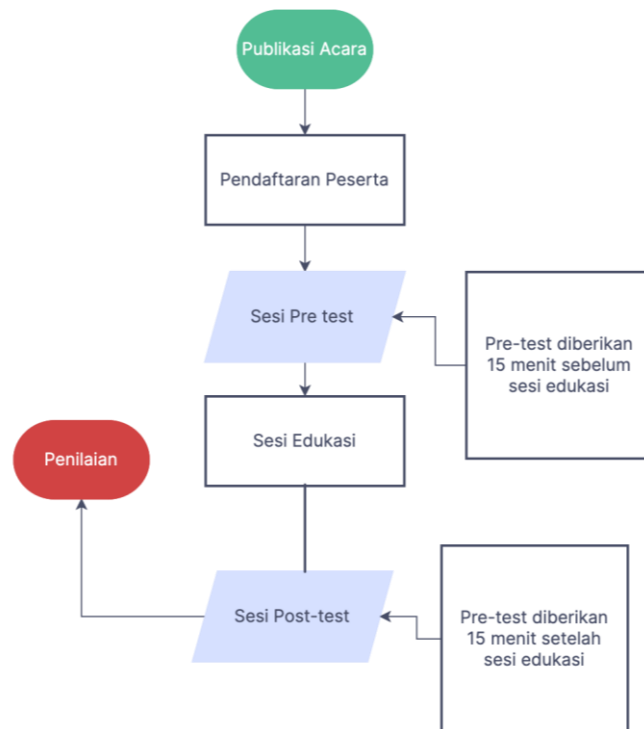 Publikasi Acara
Pendaftaran Peserta
Sesi Pre test
Pre-test diberikan
15 menit sebelum
sesi edukasi
Sesi Edukasi
Penilaian
Sesi Post-test
Pre-test diberikan
15 menit setelah
sesi edukasi